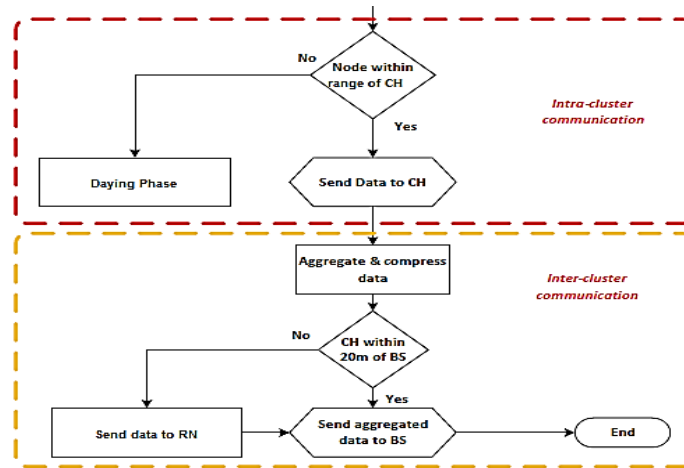 No
Node within
range of CH
Intra-cluster
communication
Yes
Daying Phase
Send Data to CH
Aggregate & compress
data
Inter-cluster
communication
No
CH within
20m of BS
Yes
Send data to RN
Send aggregated
data to BS
End